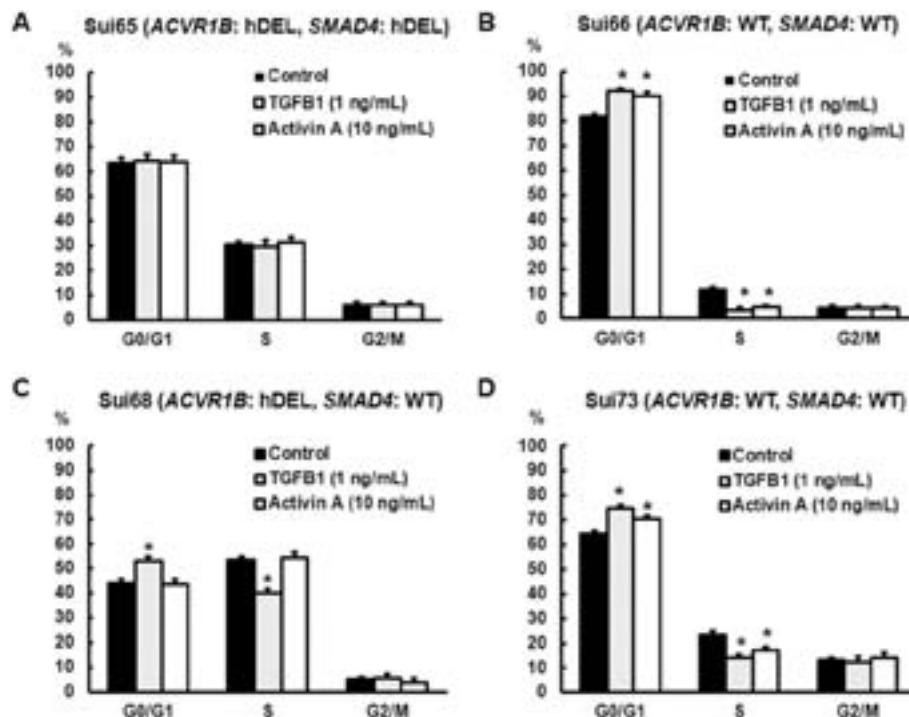 A Sui65 (ACVR1B: hDEL, SMAD4: hDEL)
%
100
90
80
70
60
50
40
30
20
10
0
Control
TGFB1 (1 ng/mL)
Activin A (10 ng/mL)
G0/G1 S G2/M
B Sui66 (ACVR1B: WT, SMAD4: WT)
%
100
90
80
70
60
50
40
30
20
10
0
* *
Control
TGFB1 (1 ng/mL)
Activin A (10 ng/mL)
* *
G0/G1 S G2/M
C Sui68 (ACVR1B: hDEL, SMAD4: WT)
%
100
90
80
70
60
50
40
30
20
10
0
Control
TGFB1 (1 ng/mL)
Activin A (10 ng/mL)
*
*
G0/G1 S G2/M
D Sui73 (ACVR1B: WT, SMAD4: WT)
%
100
90
80
70
60
50
40
30
20
10
0
Control
TGFB1 (1 ng/mL)
Activin A (10 ng/mL)
* *
* *
G0/G1 S G2/M